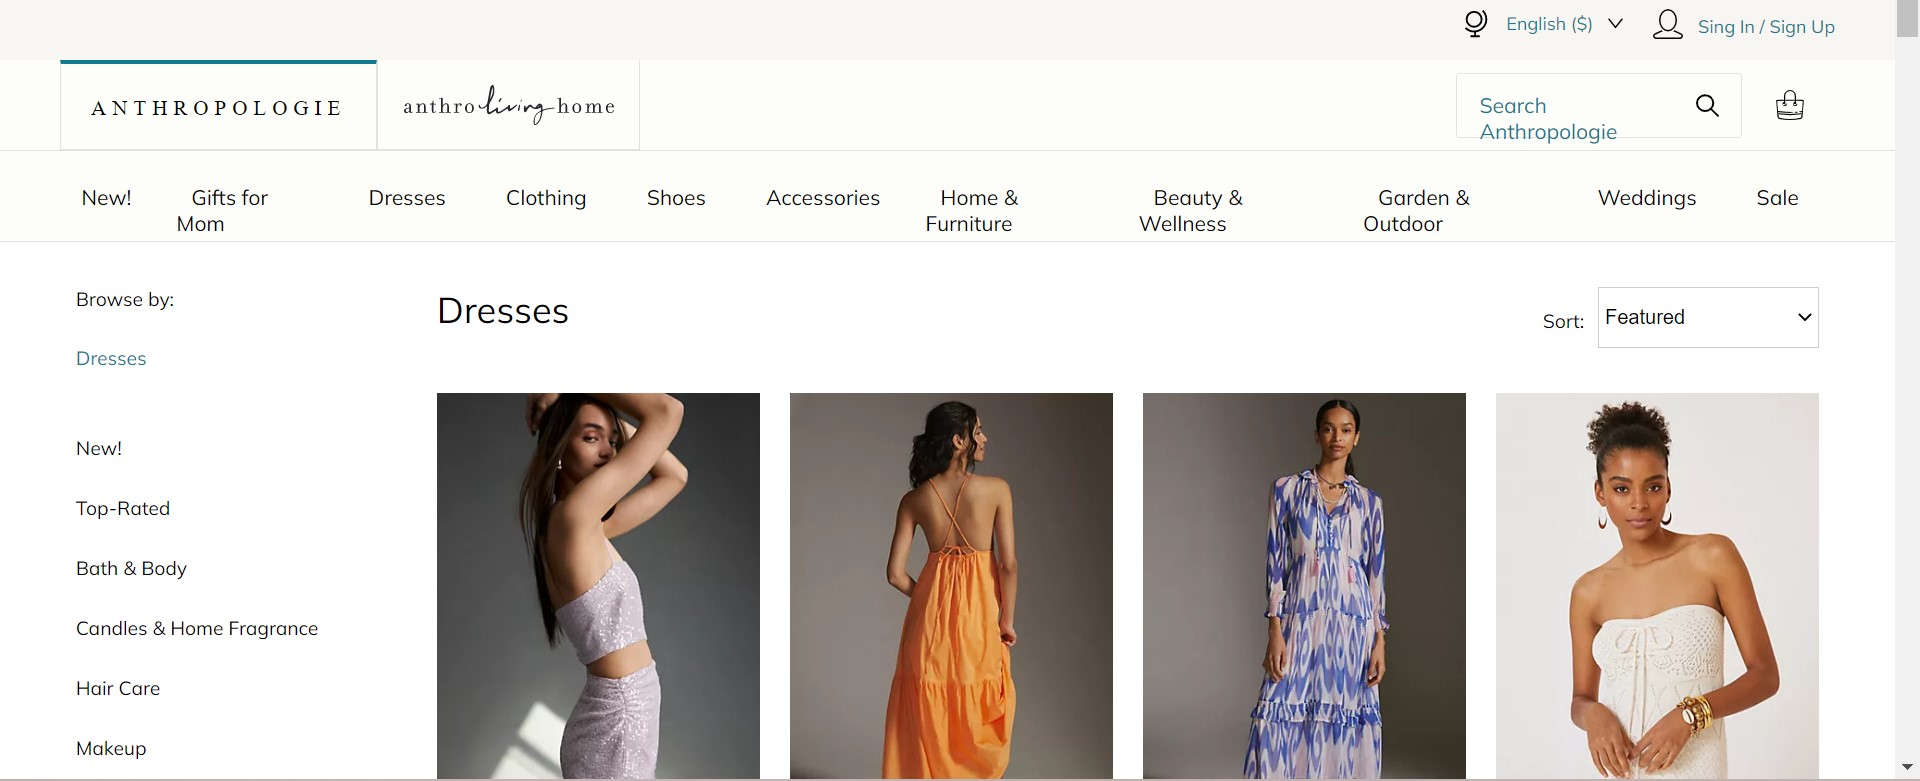 English ($)
Sing In / Sign Up
ANTHROPOLOGIE
anthro living home
Search
Anthropologie
New!
Gifts for
Mom
Dresses
Clothing
Shoes
Accessories
Home &
Furniture
Beauty &
Wellness
Garden &
Outdoor
Weddings
Sale
Browse by:
Dresses
New!
Top-Rated
Bath & Body
Candles & Home Fragrance
Hair Care
Makeup
Dresses
Sort:
Featured